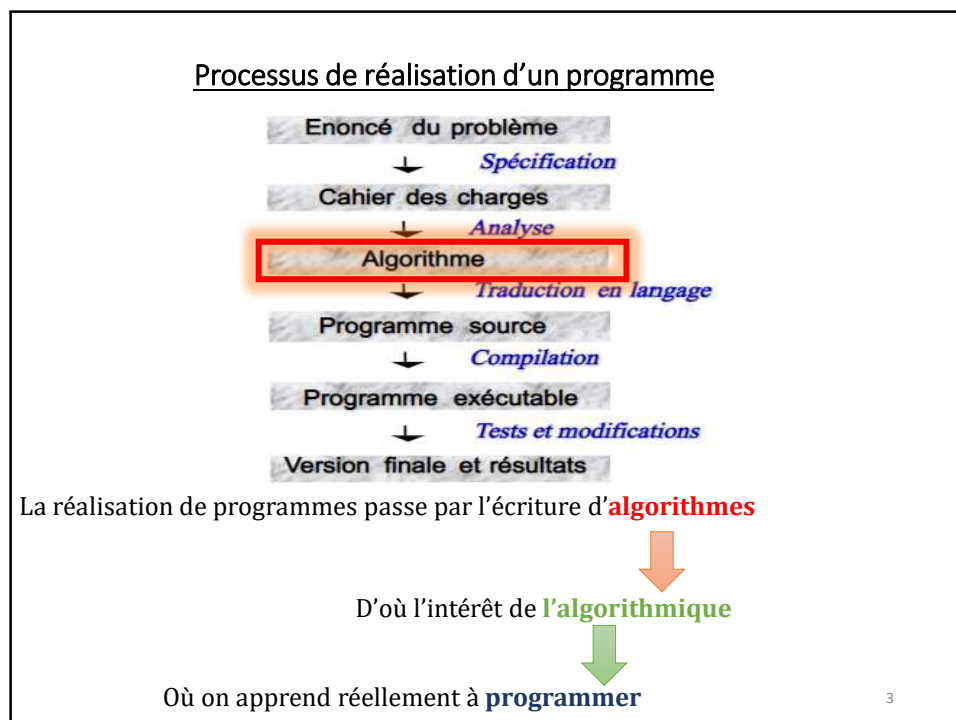 Processus de réalisation d’un programme
Enoncé du problème
Spécification
Cahier des charges
Analyse
Algorithme
Traduction en langage
Programme source
Compilation
Programme exécutable
Tests et modifications
Version finale et résultats
La réalisation de programmes passe par l’écriture d’algorithmes
D’où l’intérêt de l’algorithmique
Où on apprend réellement à programmer
3